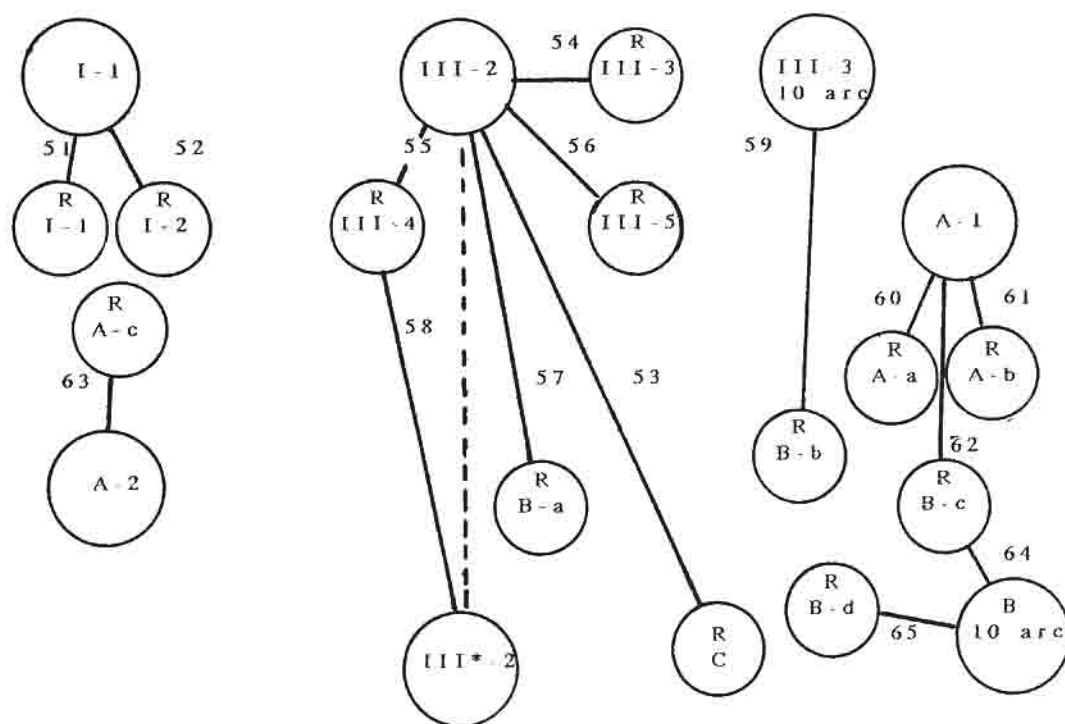 I-1
51
52
R
I-1
R
I-2
R
A-c
63
A-2
III-2
54
R
III-3
55
56
R
III-4
R
III-5
58
57
53
R
B-a
III*-2
R
C
III-3
10 arc
59
R
B-b
A-1
60
61
R
A-a
R
A-b
62
R
B-c
64
R
B-d
65
B
10 arc